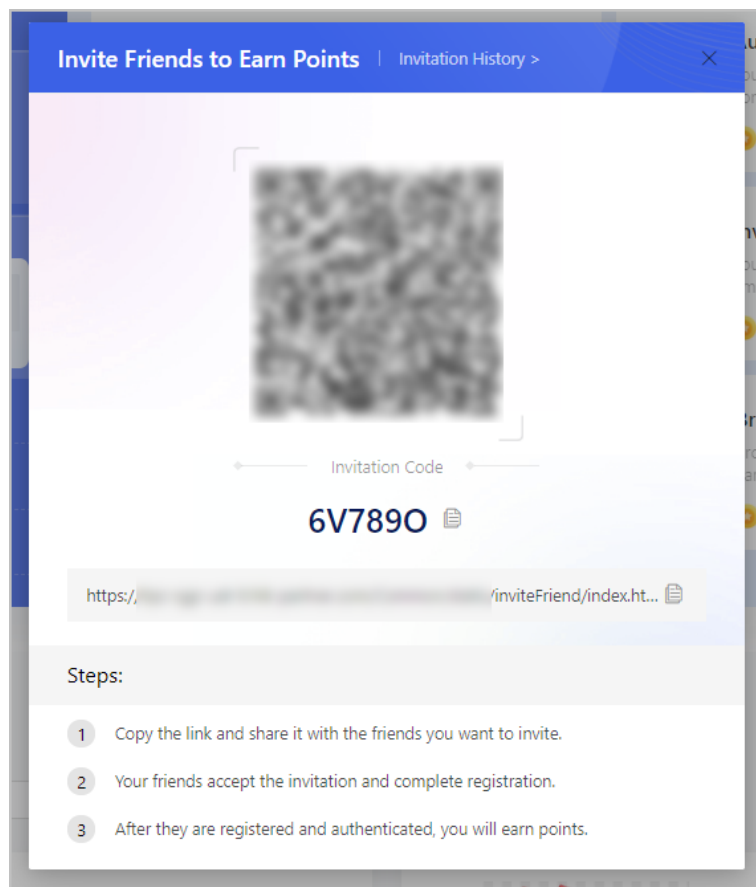 Invite Friends to Earn Points | Invitation History >
Invitation Code
6V789O
https:// /inviteFriend/index.ht...
Steps:
1 Copy the link and share it with the friends you want to invite.
2 Your friends accept the invitation and complete registration.
3 After they are registered and authenticated, you will earn points.